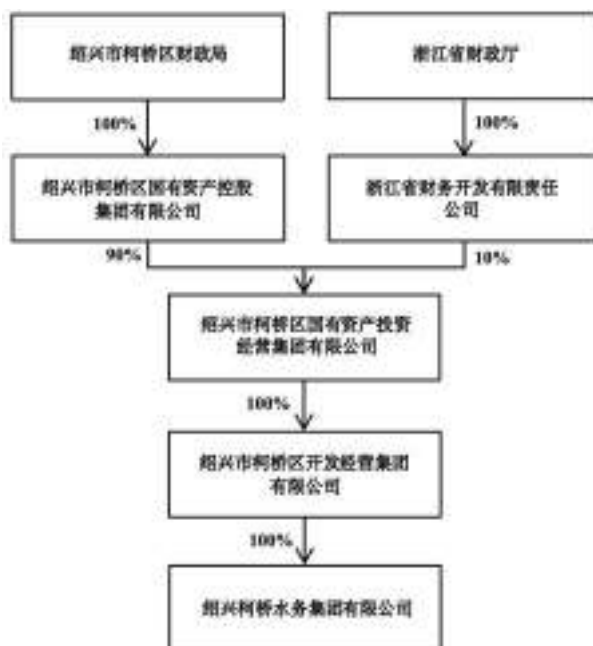 绍兴市柯桥区财政局
浙江省财政厅
100%
100%
绍兴市柯桥区国有资产控股
集团有限公司
浙江省财务开发有限责任
公司
90%
10%
绍兴市柯桥区国有资产投资
经营集团有限公司
100%
绍兴市柯桥区开发经营集团
有限公司
100%
绍兴柯桥水务集团有限公司